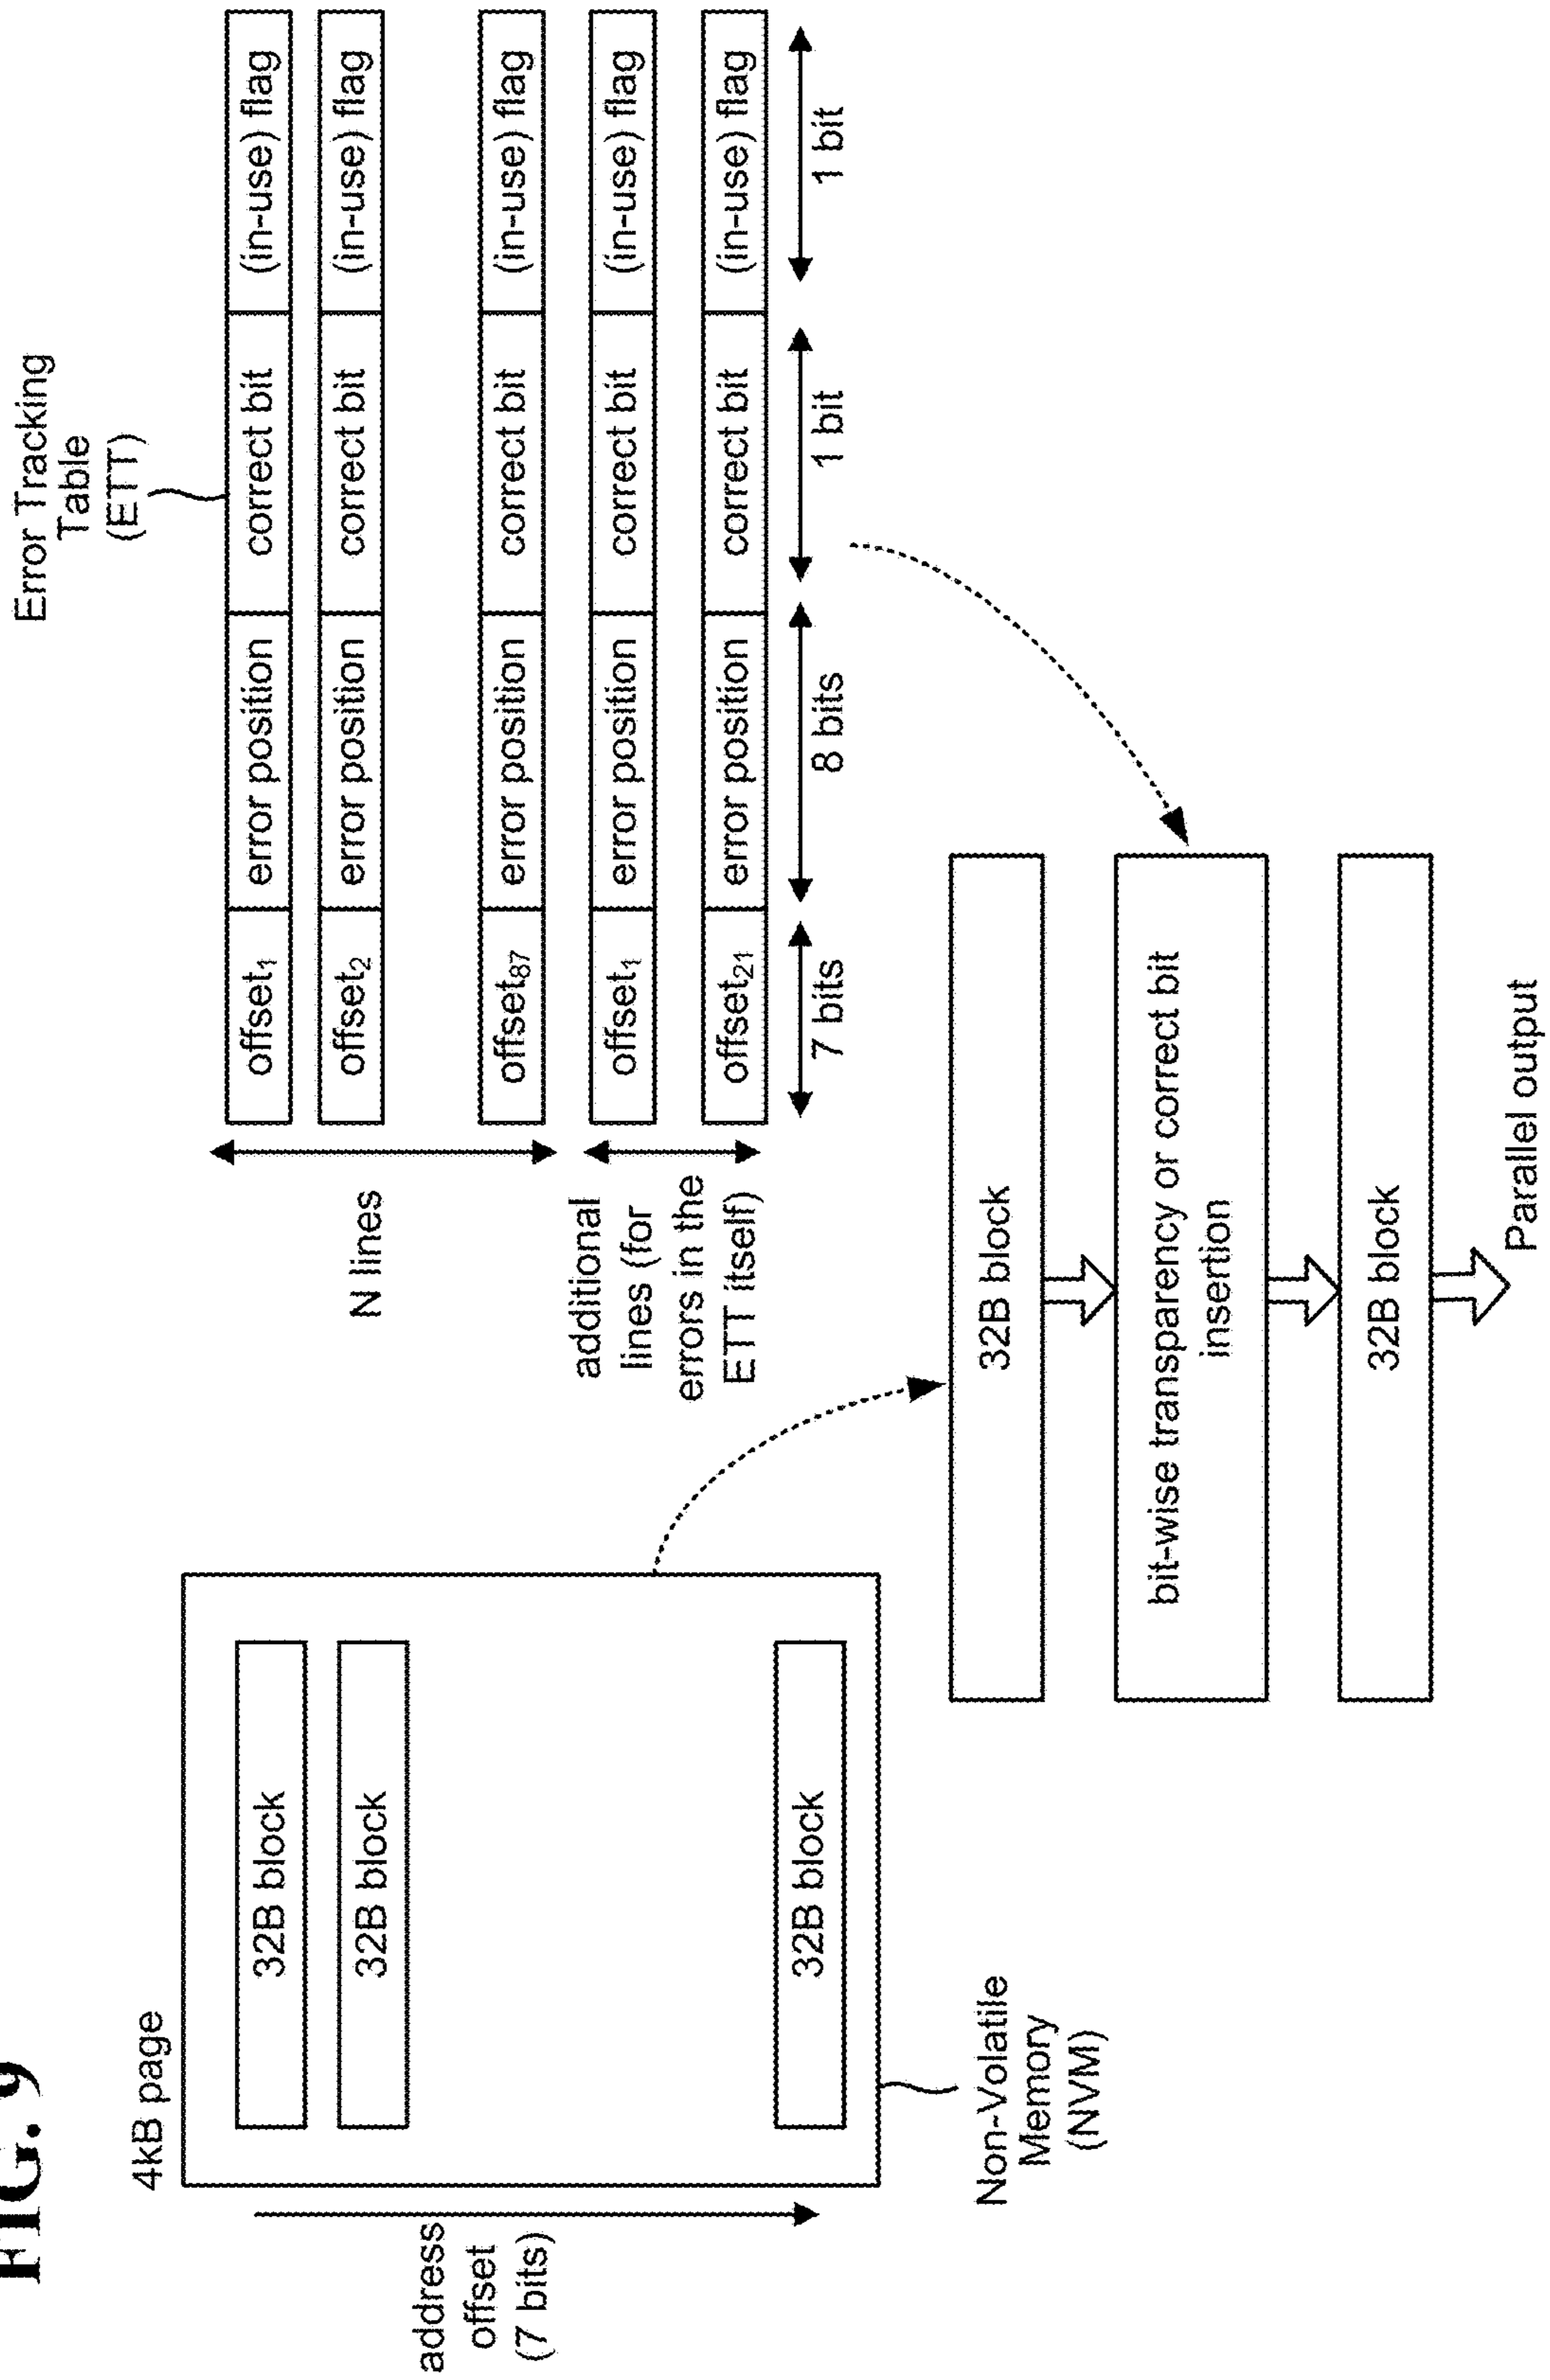 FIG. 9
4kB page
32B block
32B block
32B block
address
offset
(7 bits)
Non-Volatile
Memory
(NVM)
Error Tracking
Table
(ETT)
offset1 error position correct bit (in-use) flag
offset2 error position correct bit (in-use) flag
offset87 error position correct bit (in-use) flag
offset1 error position correct bit (in-use) flag
offset21 error position correct bit (in-use) flag
7 bits 8 bits 1 bit 1 bit
N lines
additional
lines (for
errors in the
ETT itself)
32B block
bit-wise transparency or correct bit
insertion
32B block
Parallel output